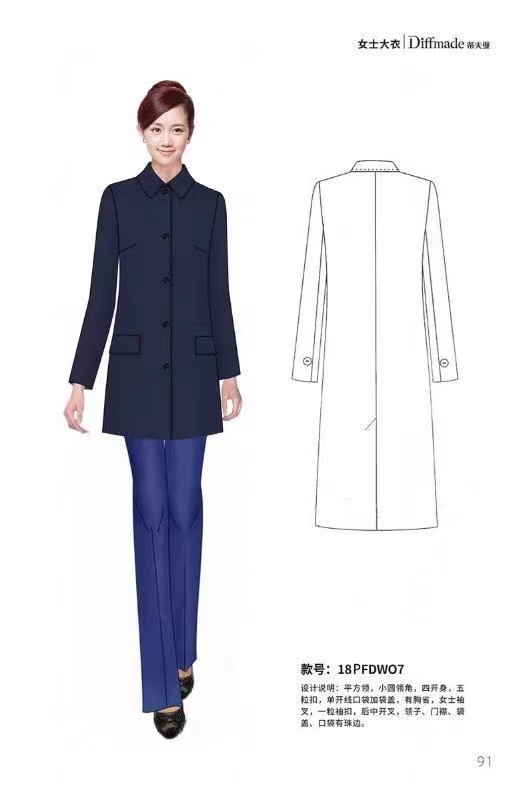 女士大衣 | Diffmade 蒂夫曼
款号：18PFDWO7
设计说明：平方领，小圆领角，四开身，五
粒扣，单开线口袋加袋盖，有胸省，女士袖
叉，一粒袖扣，后中开叉，领子、门襟、袋
盖、口袋有珠边。
91